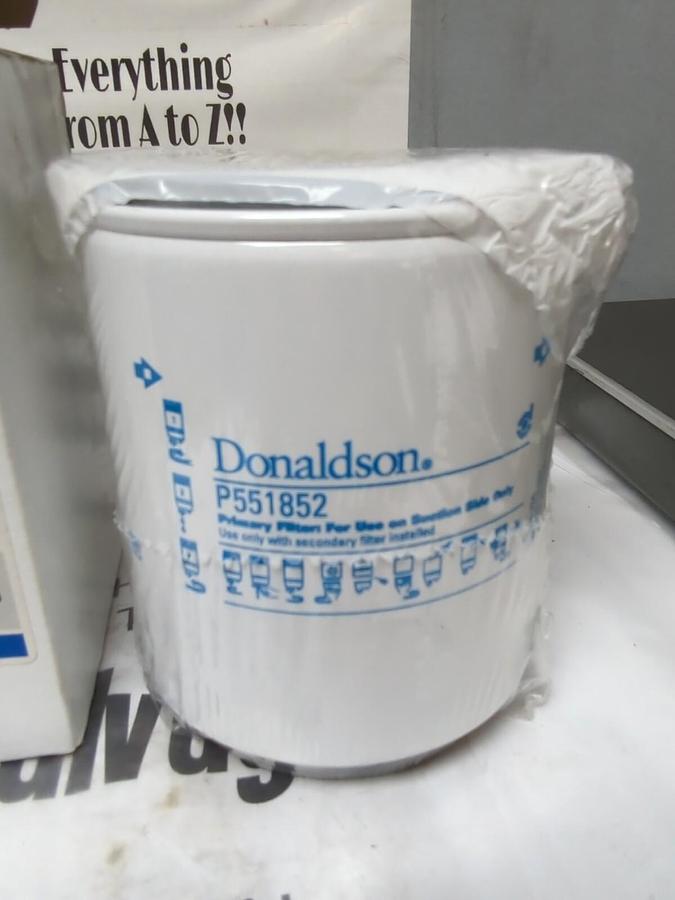 Everything
rom A to Z!!
Donaldson®
P551852
Primary Filter: For Use on Suction Side Only
Use only with secondary filter installed
alvag